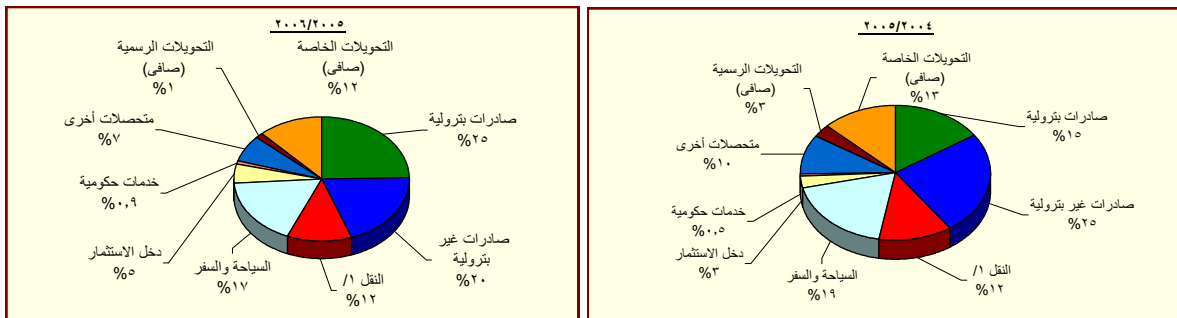 ٢٠٠٥/٢٠٠٤
التحويلات الخاصة
(صافى)
%١٣
صادرات بترولية
%١٥
صادرات غير بترولية
%٢٥
النقل ١/
%١٢
السياحة والسفر
%١٩
دخل الاستثمار
%٣
خدمات حكومية
%٠,٥
متحصلات أخرى
%١٠
التحويلات الرسمية
(صافى)
%٣
٢٠٠٦/٢٠٠٥
التحويلات الخاصة
(صافى)
%١٢
صادرات بترولية
%٢٥
صادرات غير
بترولية
%٢٠
النقل ١/
%١٢
السياحة والسفر
%١٧
دخل الاستثمار
%٥
خدمات حكومية
%٠,٩
متحصلات أخرى
%٧
التحويلات الرسمية
(صافى)
%١